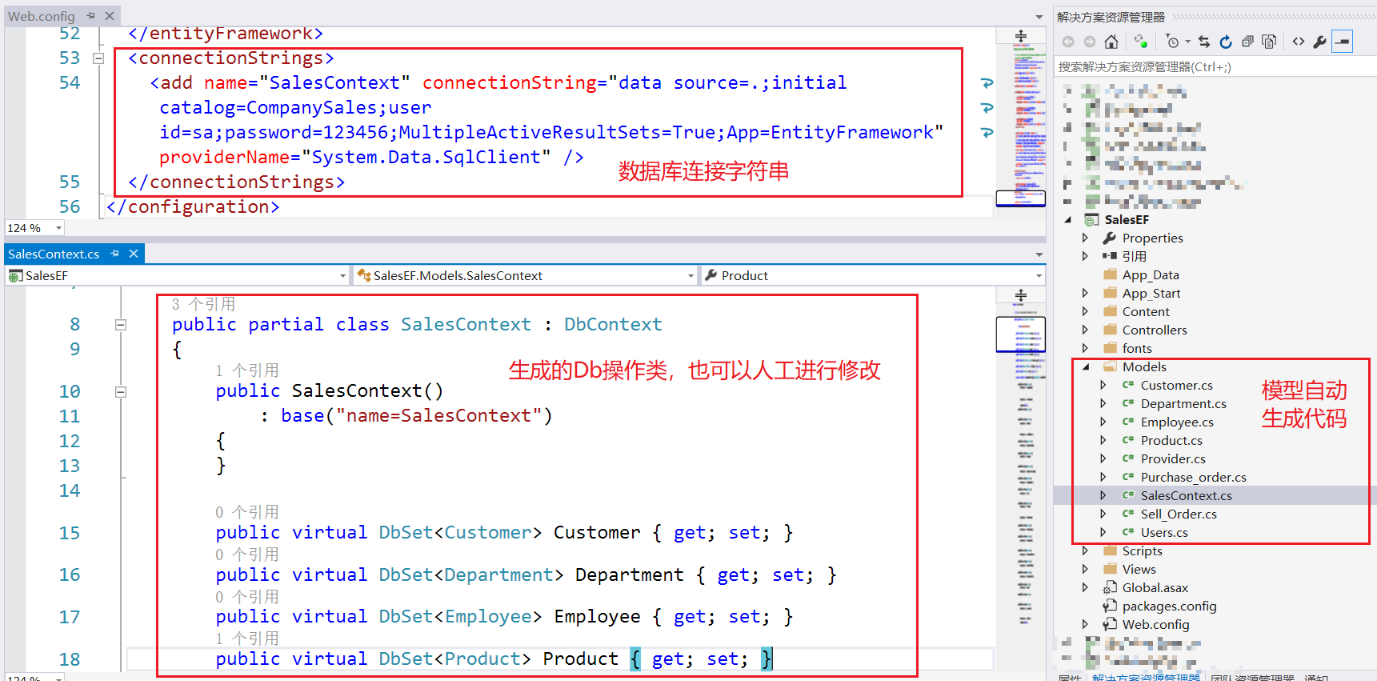 Web.config
52 </entityFramework>
53 <connectionStrings>
54 <add name="SalesContext" connectionString="data source=.;initial
catalog=CompanySales;user
id=sa;password=123456;MultipleActiveResultSets=True;App=EntityFramework"
providerName="System.Data.SqlClient" />
数据库连接字符串
55 </connectionStrings>
56 </configuration>
124 %
SalesContext.cs
SalesEF SalesEF.Models.SalesContext Product
3 个引用
8 public partial class SalesContext : DbContext
9 {
生成的Db操作类，也可以人工进行修改
1 个引用
10 public SalesContext()
11 : base("name=SalesContext")
12 {
13 }
14
0 个引用
15 public virtual DbSet<Customer> Customer { get; set; }
0 个引用
16 public virtual DbSet<Department> Department { get; set; }
0 个引用
17 public virtual DbSet<Employee> Employee { get; set; }
1 个引用
18 public virtual DbSet<Product> Product { get; set; }
124 %
解决方案资源管理器
搜索解决方案资源管理器(Ctrl+;)
SalesEF
Properties
引用
App_Data
App_Start
Content
Controllers
fonts
Models
Customer.cs
Department.cs
Employee.cs
Product.cs
Provider.cs
Purchase_order.cs
SalesContext.cs
Sell_Order.cs
Users.cs
模型自动
生成代码
Scripts
Views
Global.asax
packages.config
Web.config
属性 解决方案资源管理器 团队资源管理器 通知